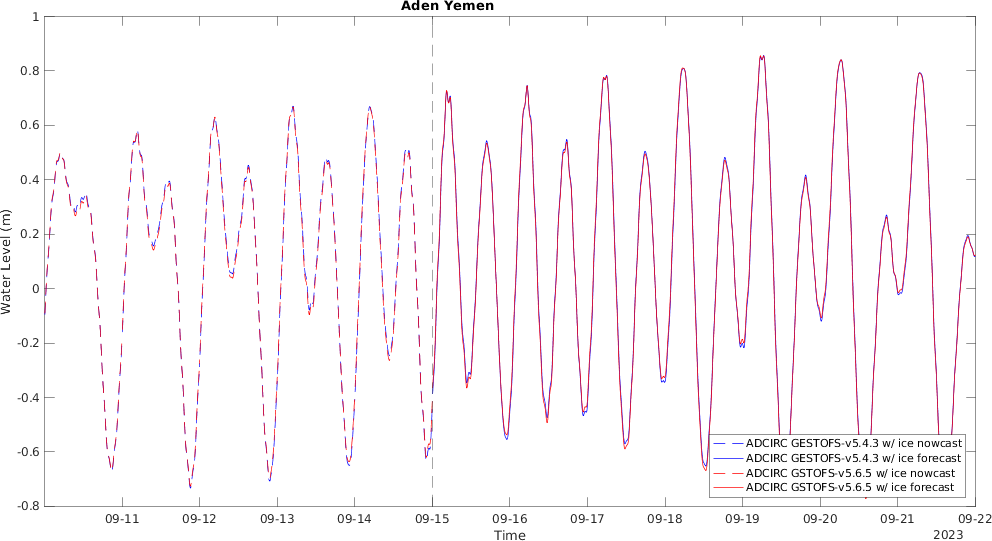 Aden Yemen
Water Level (m)
1
0.8
0.6
0.4
0.2
0
-0.2
-0.4
-0.6
-0.8
ADCIRC GESTOFS-v5.4.3 w/ ice nowcast
ADCIRC GESTOFS-v5.4.3 w/ ice forecast
ADCIRC GSTOFS-v5.6.5 w/ ice nowcast
ADCIRC GSTOFS-v5.6.5 w/ ice forecast
09-11 09-12 09-13 09-14 09-15 09-16 09-17 09-18 09-19 09-20 09-21 09-22
Time
2023